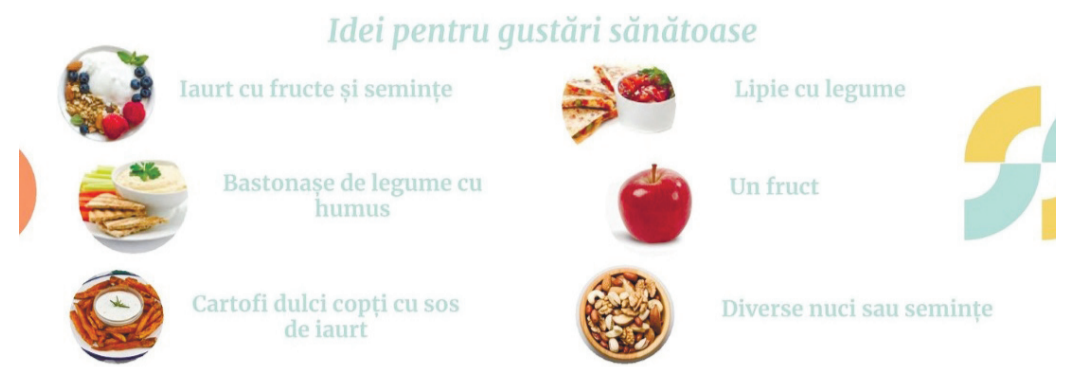 Idei pentru gustări sănătoase
Iaurt cu fructe și semințe
Lipie cu legume
Bastonașe de legume cu
humus
Un fruct
Cartofi dulci copți cu sos
de iaurt
Diverse nuci sau semințe